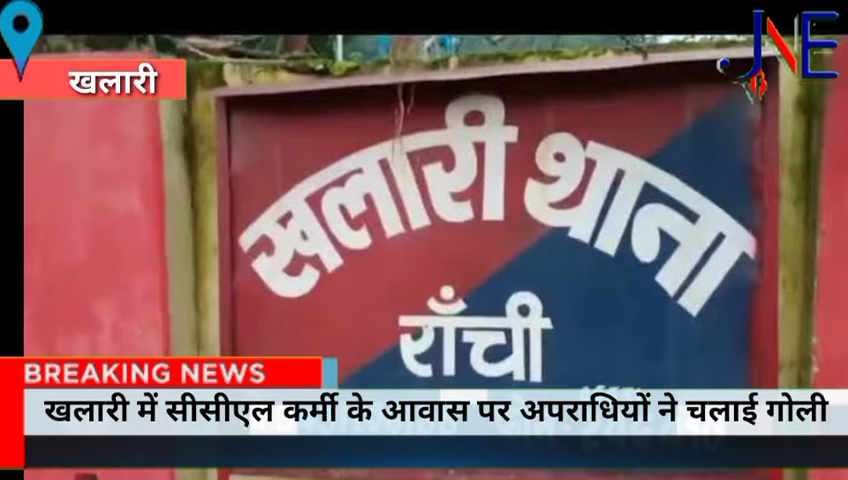 JNE
खलारी
खलारी थाना
राँची
BREAKING NEWS
खलारी में सीसीएल कर्मी के आवास पर अपराधियों ने चलाई गोली